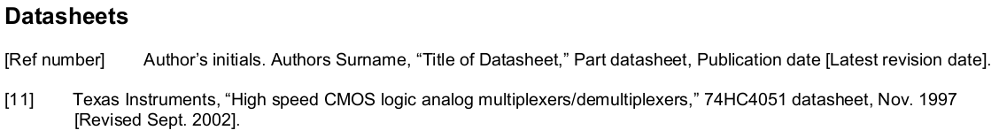 Datasheets
[Ref number] Author’s initials. Authors Surname, “Title of Datasheet,” Part datasheet, Publication date [Latest revision date].
[11] Texas Instruments, “High speed CMOS logic analog multiplexers/demultiplexers,” 74HC4051 datasheet, Nov. 1997
[Revised Sept. 2002].